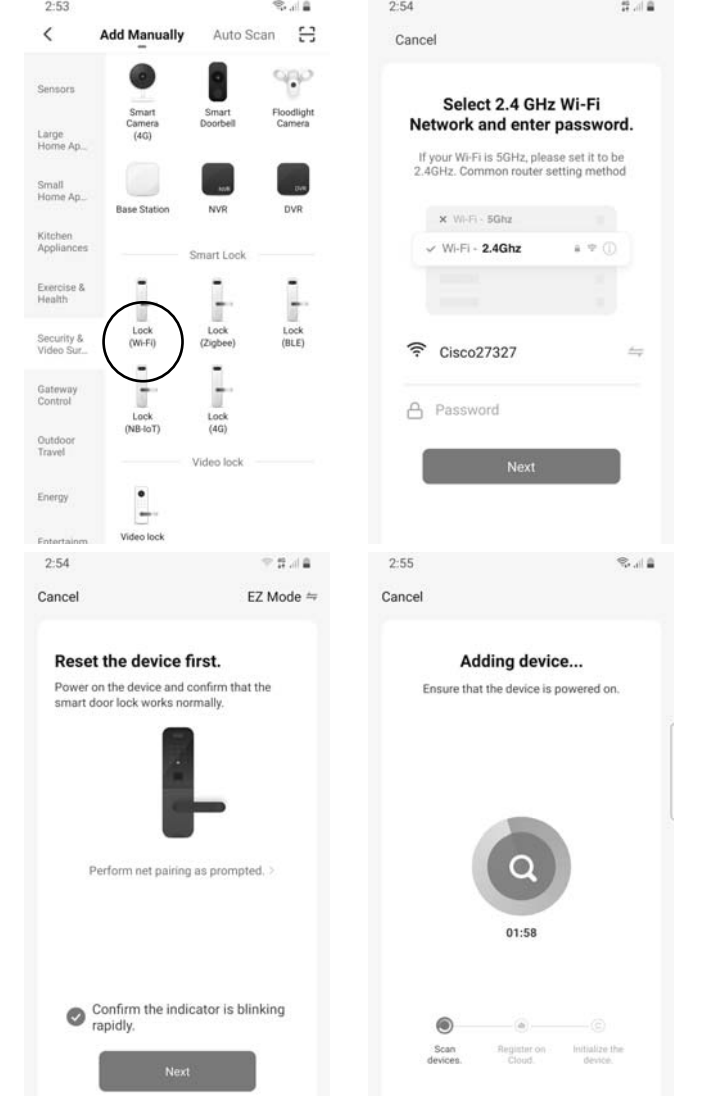 2:53
Add Manually
Auto Scan
Sensors
Large
Home Ap...
Small
Home Ap...
Kitchen
Appliances
Exercise &
Health
Security &
Video Sur...
Gateway
Control
Outdoor
Travel
Energy
Entertainm
Smart
Camera
(4G)
Smart
Doorbell
Floodlight
Camera
Base Station
NVR
NVR
DVR
DVR
Smart Lock
Lock
(Wi-Fi)
Lock
(Zigbee)
Lock
(BLE)
Lock
(NB-IoT)
Lock
(4G)
Video lock
Video lock
2:54
Cancel
Select 2.4 GHz Wi-Fi
Network and enter password.
If your Wi-Fi is 5GHz, please set it to be
2.4GHz. Common router setting method
Wi-Fi - 5Ghz
Wi-Fi - 2.4Ghz
Cisco27327
Password
Next
2:54
Cancel
EZ Mode
Reset the device first.
Power on the device and confirm that the
smart door lock works normally.
Perform net pairing as prompted. >
Confirm the indicator is blinking
rapidly.
Next
2:55
Cancel
Adding device...
Ensure that the device is powered on.
01:58
Scan
devices.
Register on
Cloud.
Initialize the
device.